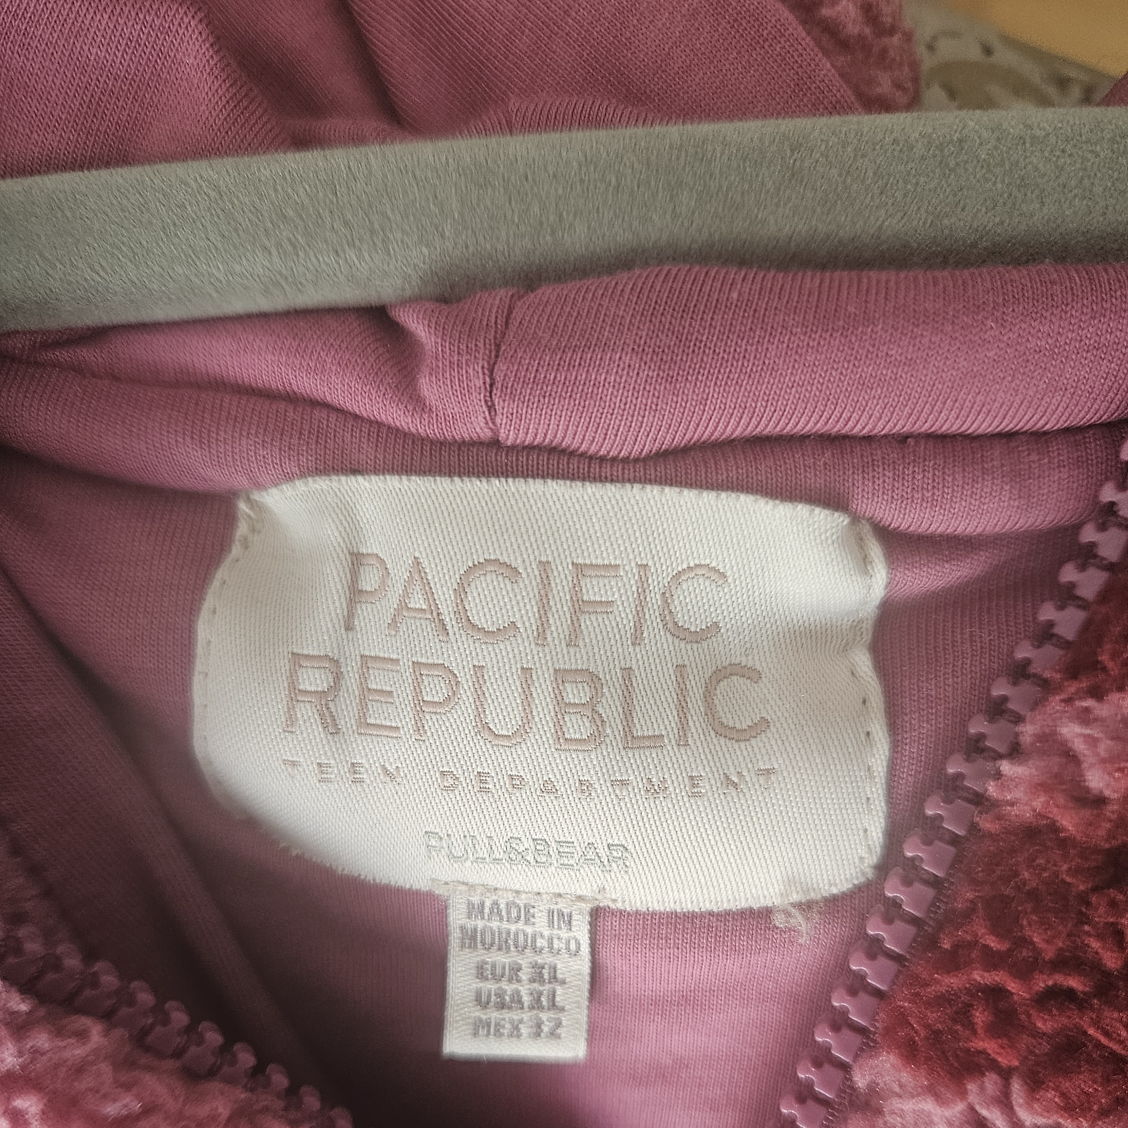 PACIFIC
REPUBLIC
TEEN DEPARTMENT
PULL&BEAR
MADE IN
MOROCCO
EUR XL
USA XL
MEX 32